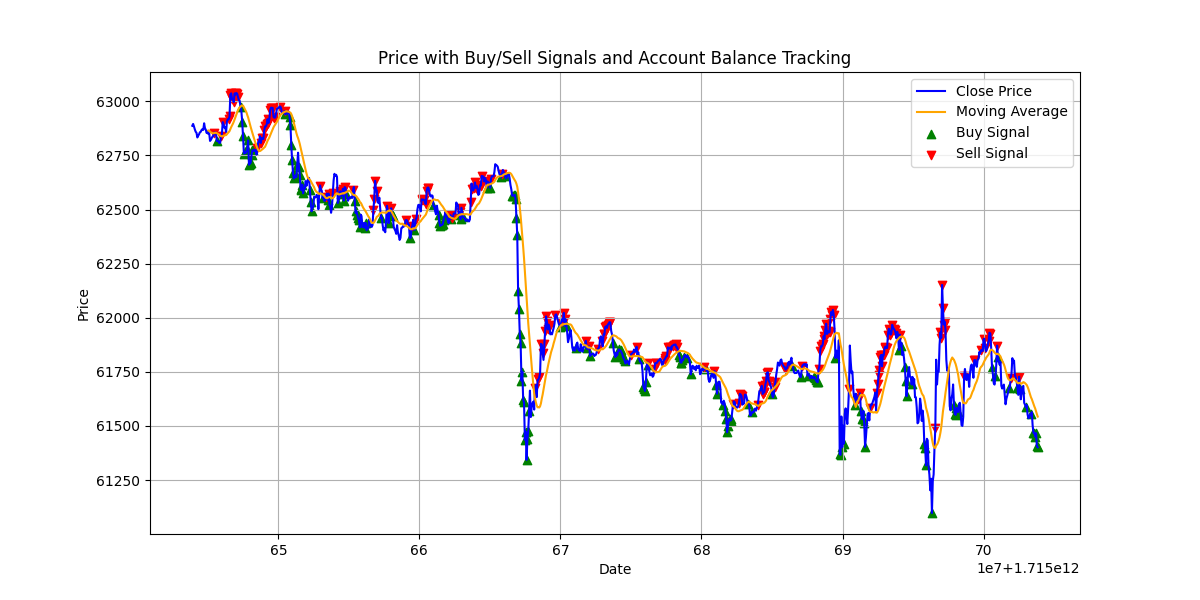 Price with Buy/Sell Signals and Account Balance Tracking
Close Price
Moving Average
Buy Signal
Sell Signal
63000
62750
62500
62250
62000
61750
61500
61250
Price
65 66 67 68 69 70
Date
1e7+1.715e12